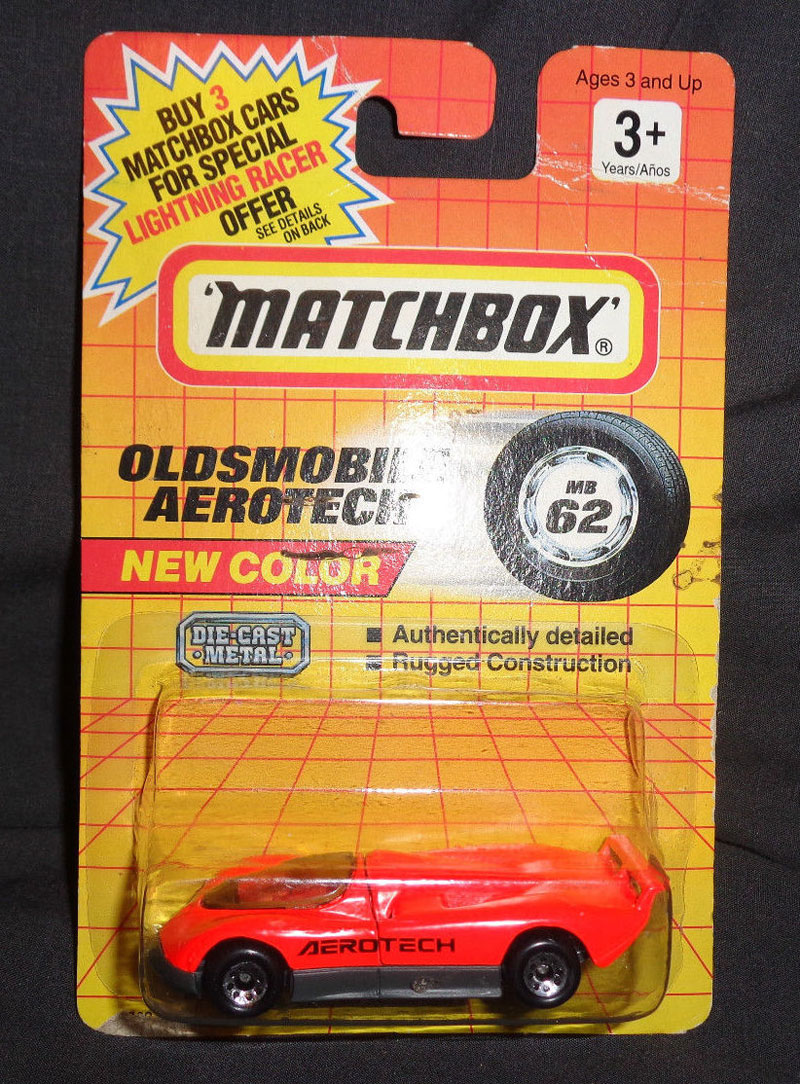 BUY 3
MATCHBOX CARS
FOR SPECIAL
LIGHTNING RACER
OFFER
SEE DETAILS
ON BACK
Ages 3 and Up
3+
Years/Años
'MATCHBOX'®
OLDSMOBILE
AEROTECH
MB
62
NEW COLOR
DIE-CAST
•METAL•
■ Authentically detailed
■ Rugged Construction
AEROTECH